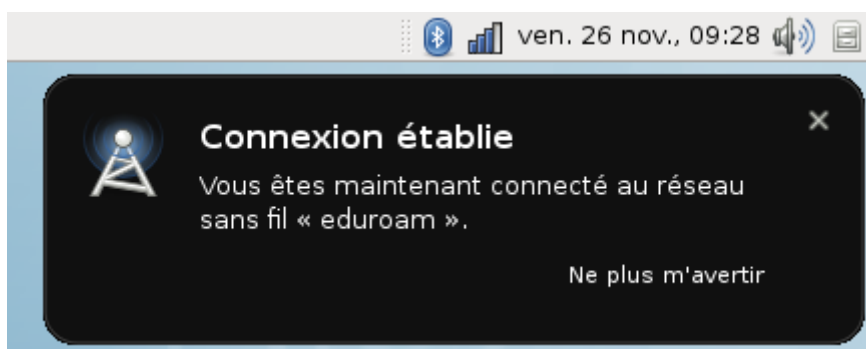 ven. 26 nov., 09:28
Connexion établie
Vous êtes maintenant connecté au réseau
sans fil « eduroam ».
Ne plus m'avertir